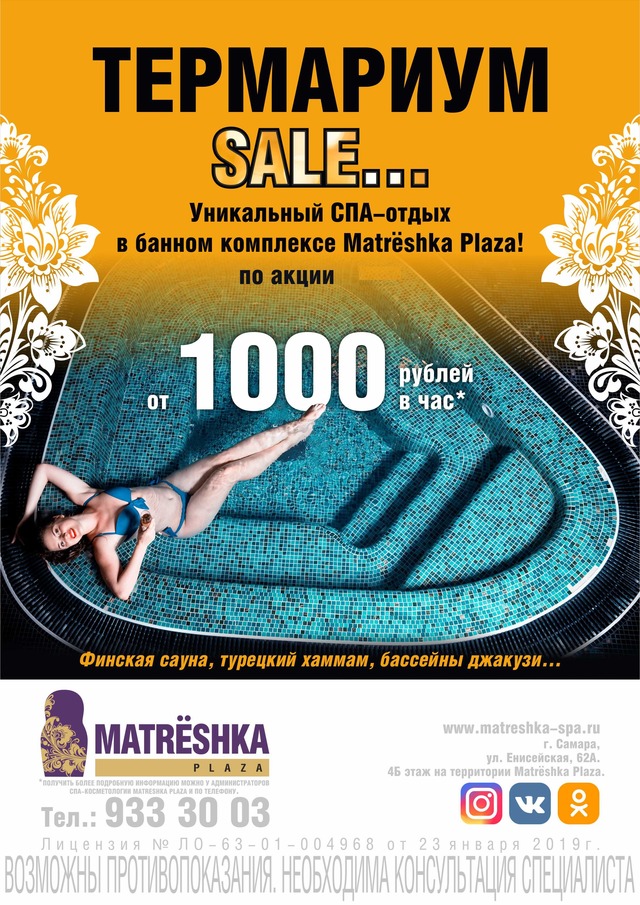 ТЕРМАРИУМ
SALE...
Уникальный СПА-отдых
в банном комплексе Matrëshka Plaza!
по акции
от 1000 рублей
в час*
Финская сауна, турецкий хаммам, бассейны джакузи...
MATRËSHKA
PLAZA
*ПОЛУЧИТЬ БОЛЕЕ ПОДРОБНУЮ ИНФОРМАЦИЮ МОЖНО У АДМИНИСТРАТОРОВ
СПА-КОСМЕТОЛОГИИ MATRESHKA PLAZA И ПО ТЕЛЕФОНУ.
Тел.: 933 30 03
www.matreshka-spa.ru
г. Самара,
ул. Енисейская, 62А.
4Б этаж на территории Matrëshka Plaza.
Лицензия № ЛО-63-01-004968 от 23 января 2019г.
ВОЗМОЖНЫ ПРОТИВОПОКАЗАНИЯ. НЕОБХОДИМА КОНСУЛЬТАЦИЯ СПЕЦИАЛИСТА